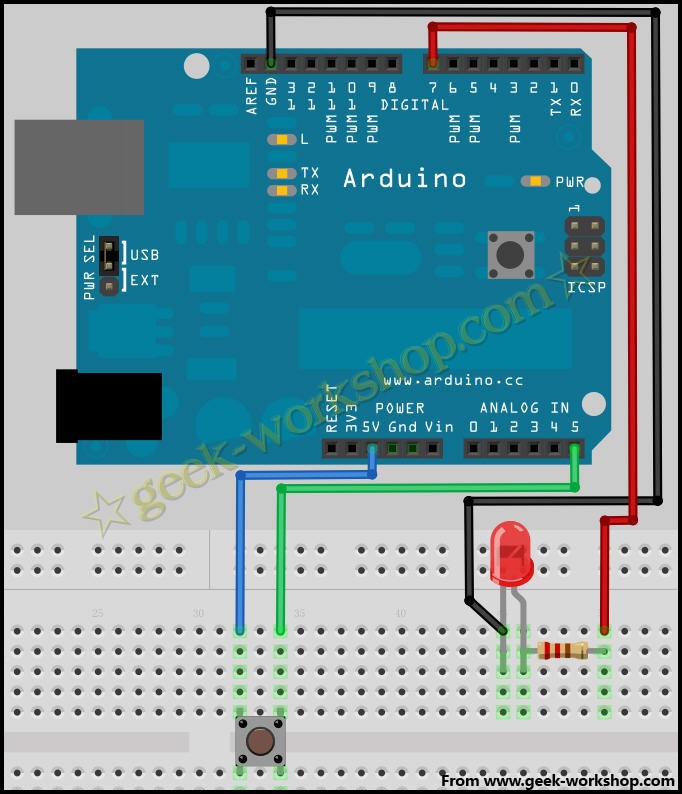 AREF
GND
13
12
11
10
9
8
7
6
5
4
3
2
1
0
DIGITAL
PWM
PWM
PWM
PWM
PWM
PWM
TX
RX
L
TX
RX
Arduino
PWR
1
PWR SEL
USB
EXT
ICSP
geek-workshop.com
www.arduino.cc
RESET
3V3
POWER
ANALOG IN
5V Gnd Vin
0 1 2 3 4 5
25
35
40
From www.geek-workshop.com